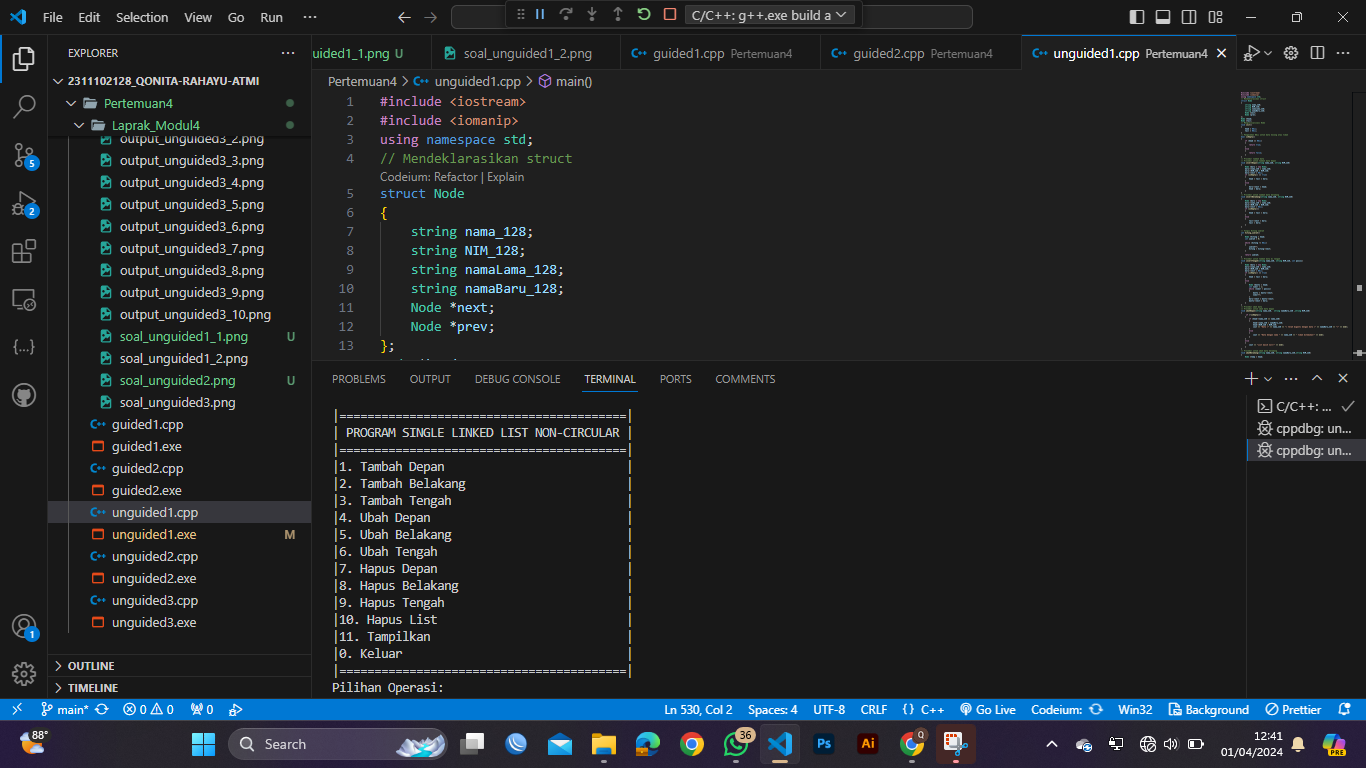 File Edit Selection View Go Run ···
C/C++: g++.exe build a
EXPLORER
2311102128_QONITA-RAHAYU-ATMI
Pertemuan4
Laprak_Modul4
output_unguided3_2.png
output_unguided3_3.png
output_unguided3_4.png
output_unguided3_5.png
output_unguided3_6.png
output_unguided3_7.png
output_unguided3_8.png
output_unguided3_9.png
output_unguided3_10.png
soal_unguided1_1.png U
soal_unguided1_2.png
soal_unguided2.png U
soal_unguided3.png
guided1.cpp
guided1.exe
guided2.cpp
guided2.exe
unguided1.cpp
unguided1.exe M
unguided2.cpp
unguided2.exe
unguided3.cpp
unguided3.exe
OUTLINE
TIMELINE
5
2
1
uided1_1.png U soal_unguided1_2.png guided1.cpp Pertemuan4 guided2.cpp Pertemuan4 unguided1.cpp Pertemuan4
Pertemuan4 > unguided1.cpp > main()
1 #include <iostream>
2 #include <iomanip>
3 using namespace std;
4 // Mendeklarasikan struct
Codeium: Refactor | Explain
5 struct Node
6 {
7 string nama_128;
8 string NIM_128;
9 string namaLama_128;
10 string namaBaru_128;
11 Node *next;
12 Node *prev;
13 };
PROBLEMS OUTPUT DEBUG CONSOLE TERMINAL PORTS COMMENTS
|=========================================|
| PROGRAM SINGLE LINKED LIST NON-CIRCULAR |
|=========================================|
|1. Tambah Depan |
|2. Tambah Belakang |
|3. Tambah Tengah |
|4. Ubah Depan |
|5. Ubah Belakang |
|6. Ubah Tengah |
|7. Hapus Depan |
|8. Hapus Belakang |
|9. Hapus Tengah |
|10. Hapus List |
|11. Tampilkan |
|0. Keluar |
|=========================================|
Pilihan Operasi:
C/C++: ...
cppdbg: un...
cppdbg: un...
main* 0 0 0 Ln 530, Col 2 Spaces: 4 UTF-8 CRLF {} C++ Go Live Codeium: Win32 Background Prettier
88° Search 36 Ps Ai Q 12:41 PRE
01/04/2024